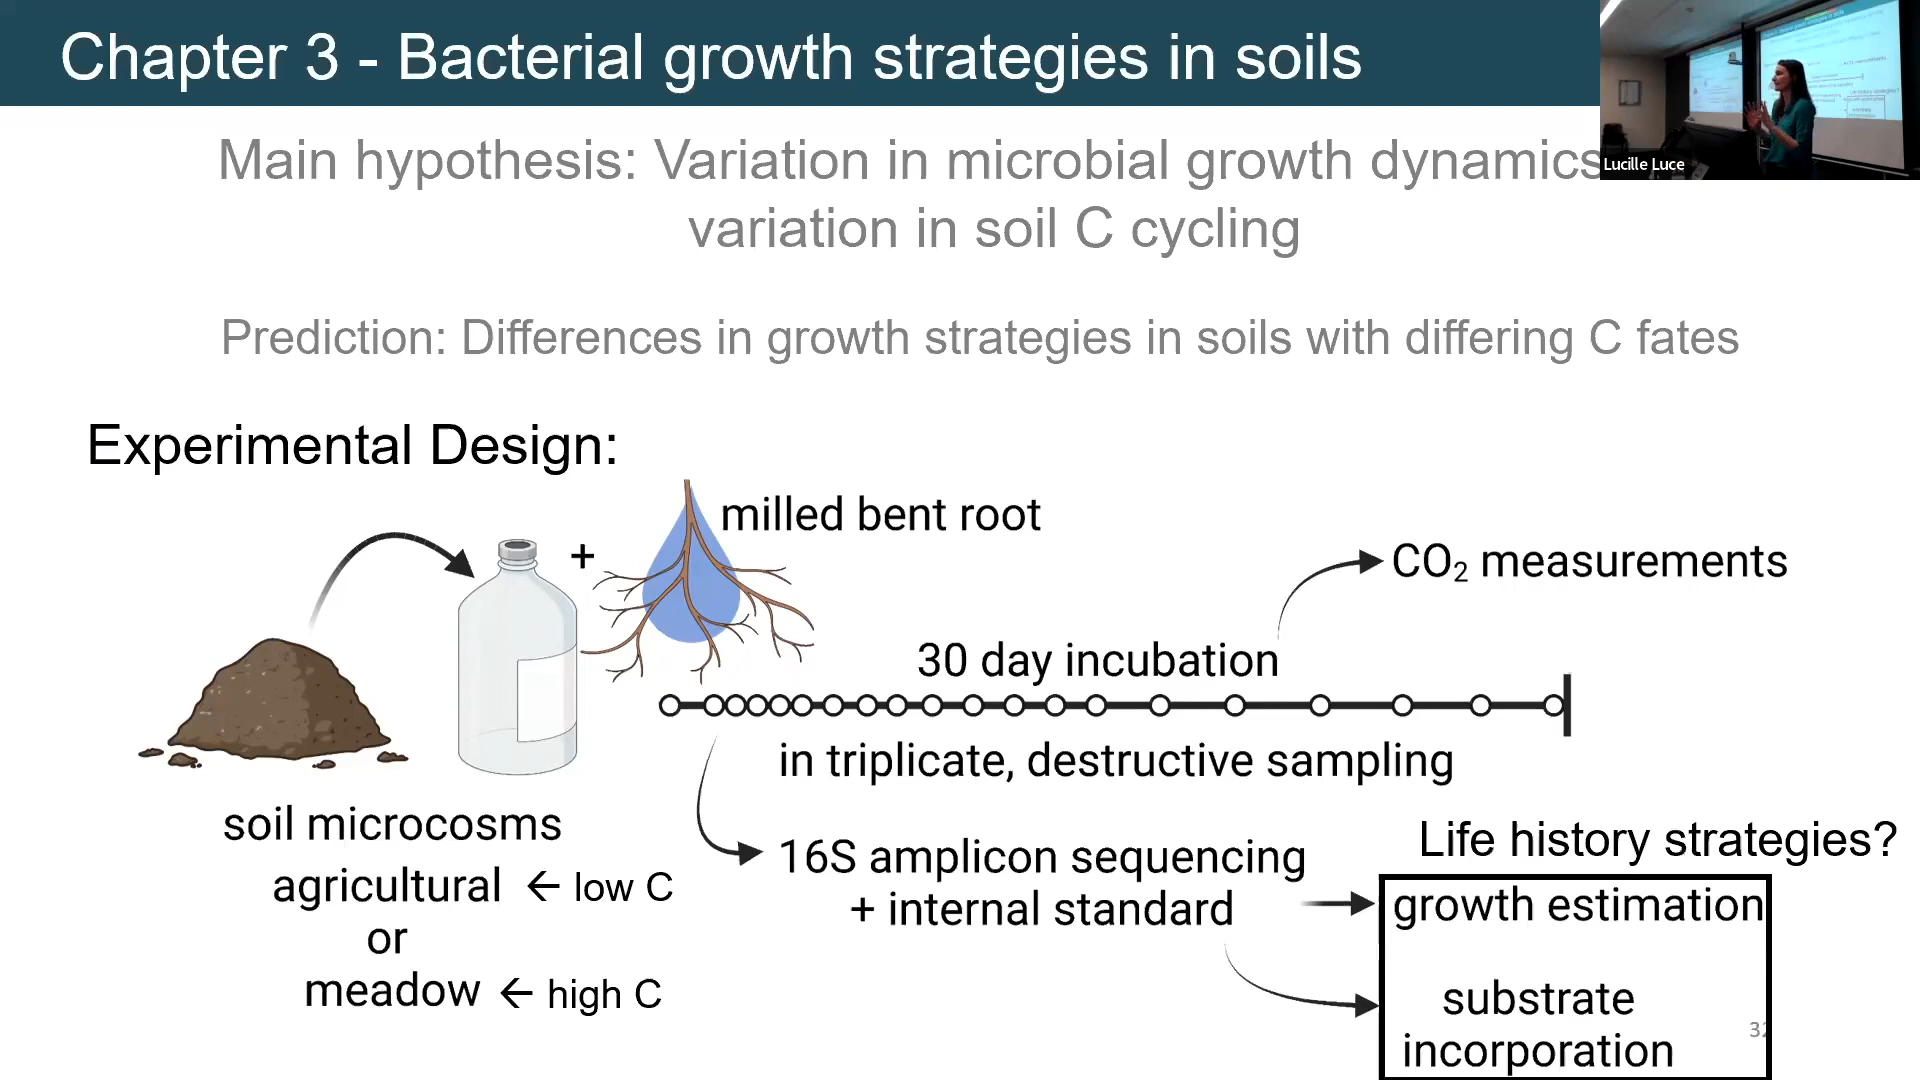 Chapter 3 - Bacterial growth strategies in soils
Lucille Luce
Main hypothesis: Variation in microbial growth dynamics
variation in soil C cycling
Prediction: Differences in growth strategies in soils with differing C fates
Experimental Design:
+
milled bent root
CO₂ measurements
30 day incubation
in triplicate, destructive sampling
soil microcosms
agricultural ← low C
or
meadow ← high C
16S amplicon sequencing
+ internal standard
Life history strategies?
growth estimation
substrate
incorporation